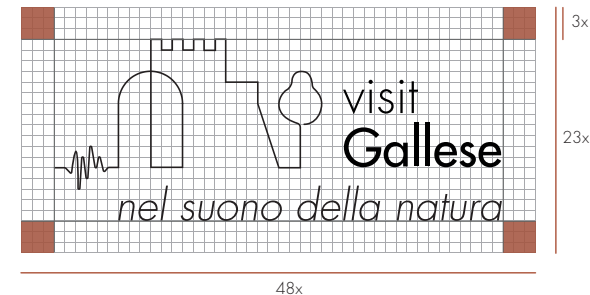 3x
visit
Gallese
23x
nel suono della natura
48x